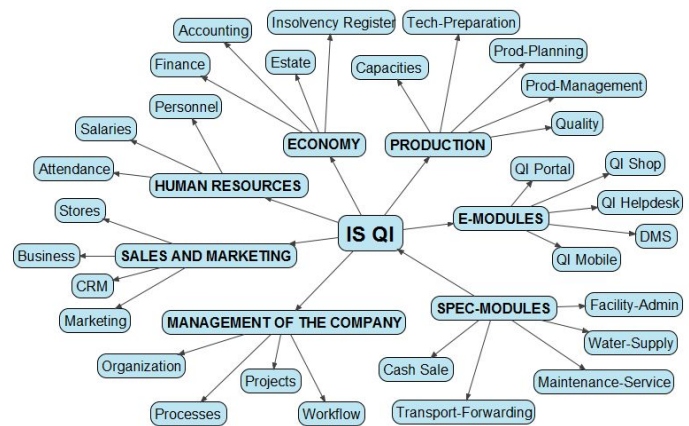 Insolvency Register
Tech-Preparation
Accounting
Prod-Planning
Finance
Estate
Capacities
Prod-Management
Personnel
Quality
Salaries
ECONOMY
PRODUCTION
QI Shop
Attendance
QI Portal
HUMAN RESOURCES
QI Helpdesk
Stores
E-MODULES
IS QI
DMS
Business
SALES AND MARKETING
QI Mobile
CRM
Marketing
MANAGEMENT OF THE COMPANY
SPEC-MODULES
Facility-Admin
Water-Supply
Organization
Projects
Cash Sale
Maintenance-Service
Processes
Workflow
Transport-Forwarding